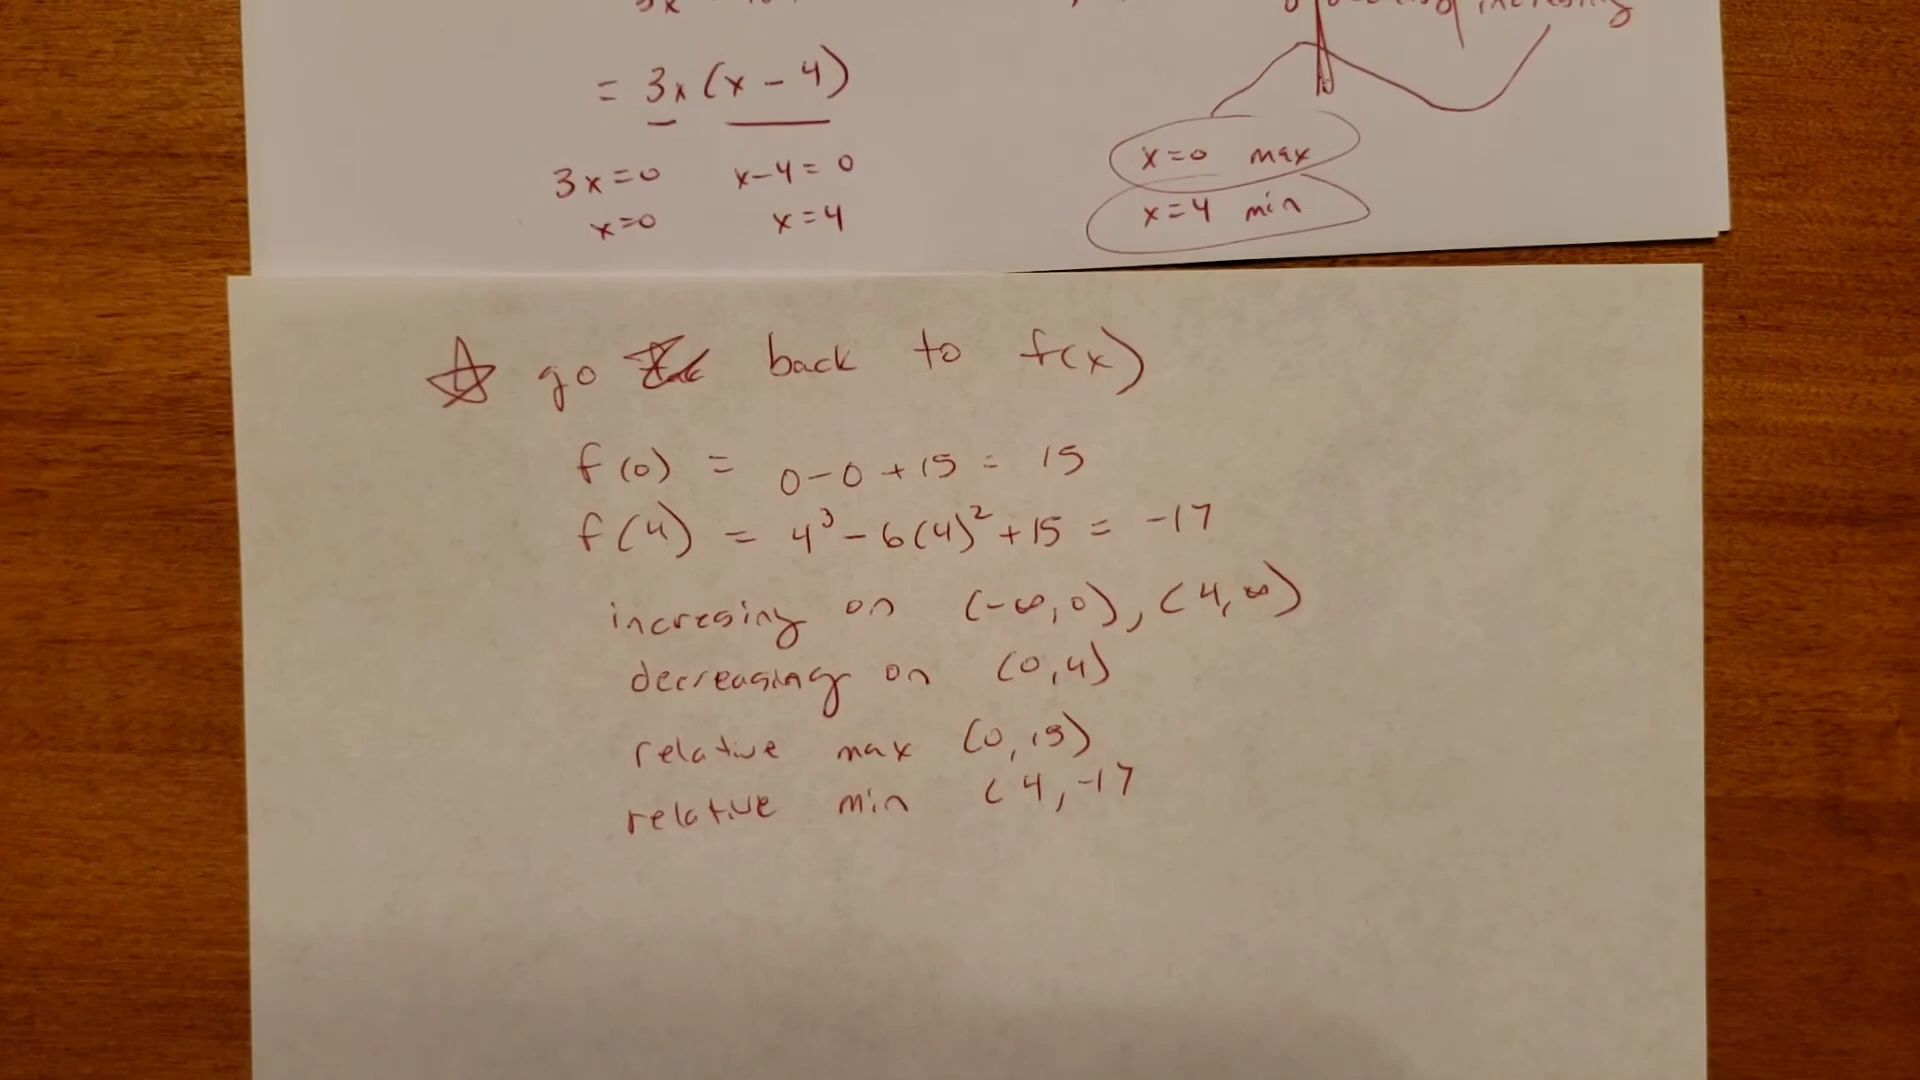 = 3x (x - 4)
3x=0 x-4=0
x=0 x=4
increasing
x=0 max
x=4 min
go back to f(x)
f(0) = 0-0+15 = 15
f(4) = 4³-6(4)²+15 = -17
incresing on (-∞,0), (4,∞)
decreasing on (0,4)
relative max (0,15)
relative min (4,-17